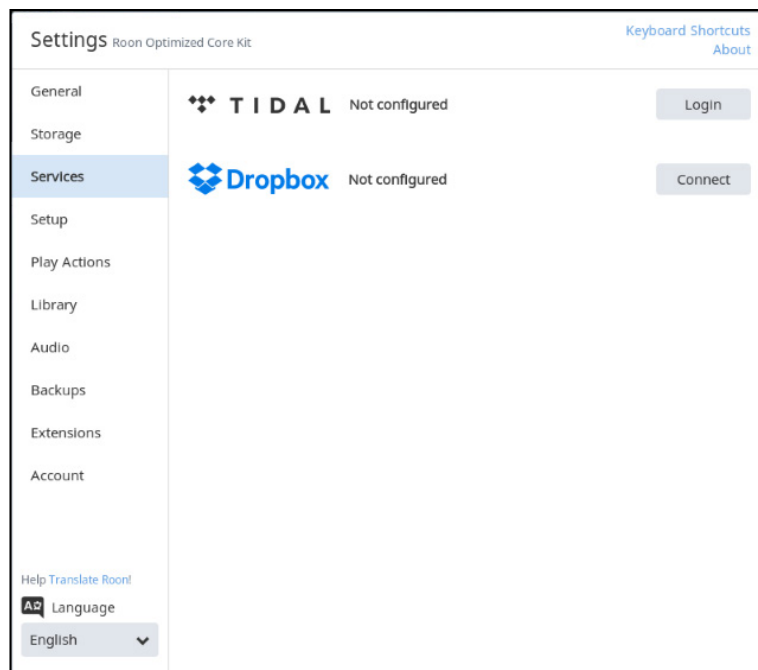 Settings Roon Optimized Core Kit
Keyboard Shortcuts
About
General
Storage
Services
Setup
Play Actions
Library
Audio
Backups
Extensions
Account
TIDAL Not configured Login
Dropbox Not configured Connect
Help Translate Roon!
Language
English